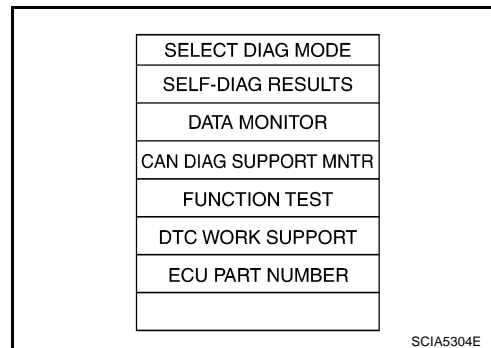 SELECT DIAG MODE
SELF-DIAG RESULTS
DATA MONITOR
CAN DIAG SUPPORT MNTR
FUNCTION TEST
DTC WORK SUPPORT
ECU PART NUMBER
SCIA5304E